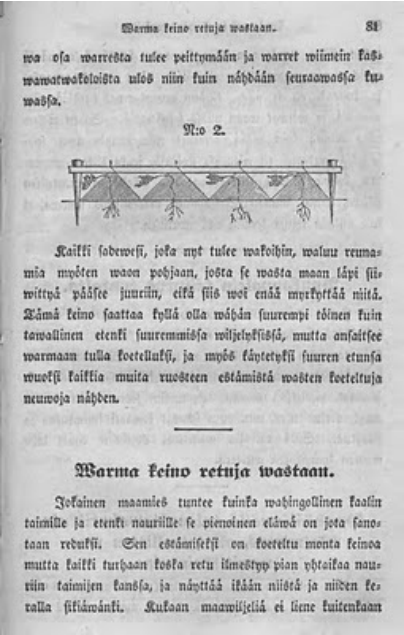 Warma keino retuja wastaan. 81
wa osa warresta tulee peittymään ja warret wiimein kas=
wawatwakoloista ulos niin kuin nähdään seuraawassa ku=
wassa.
N:o 2.
Kaikki sadewesi, joka nyt tulee wakoihin, waluu reuna=
mia myöten waon pohjaan, josta se wasta maan läpi sii=
wittyä pääsee juuriin, eikä siis woi enää myrkyttää niitä.
Tämä keino saattaa kyllä olla wähän suurempi töinen kuin
tawallinen etenki suuremmissa wiljelyksissä, mutta ansaitsee
warmaan tulla koetelluksi, ja myös käytetyksi suuren etunsa
wuoksi kaikkia muita ruosteen estämistä wasten koeteltuja
neuwoja nähden.
Warma keino retuja wastaan.
Jokainen maamies tuntee kuinka wahingollinen kaalin
taimille ja etenki nauriille se pienoinen eläwä on jota sano=
taan reduksi. Sen estämiseksi on koeteltu monta keinoa
mutta kaikki turhaan koska retu ilmestyy pian yhtaikaa nau=
riin taimijen kanssa, ja näyttää ikään niistä ja niiden ke=
ralla sikiäwänki. Kukaan maawiljeliä ei liene kuitenkaan